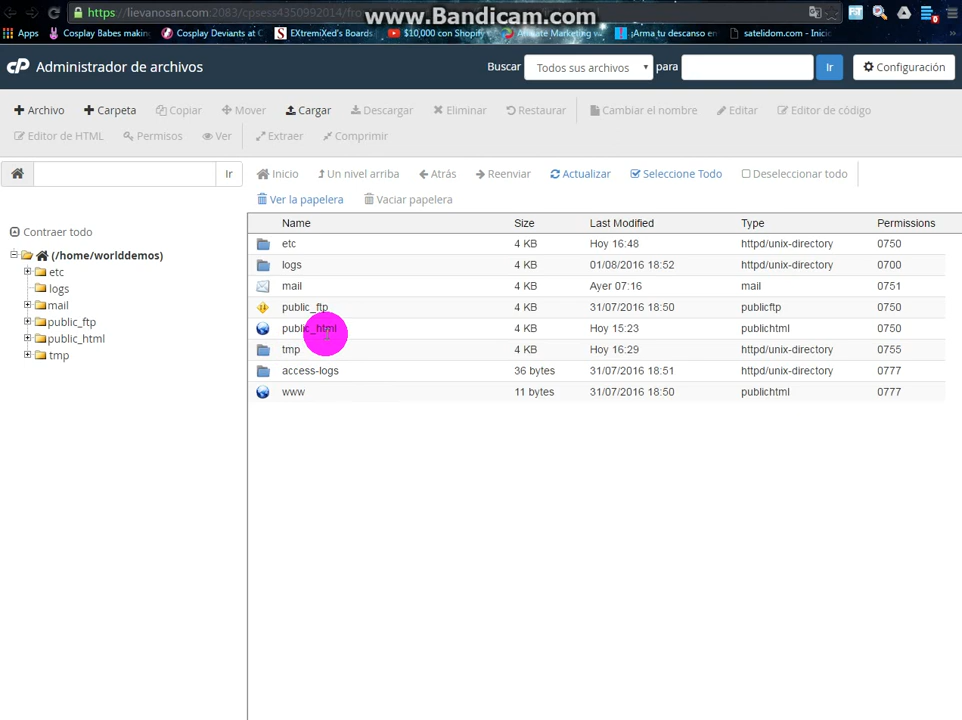 https://lievanosan.com:2083/cpsess4350992014/fro
www.Bandicam.com
Apps Cosplay Babes making Cosplay Deviants at C EXtremiXed's Boards $10,000 con Shopify Affiliate Marketing ¡Arma tu descanso en satelidom.com - Inicio »
cP Administrador de archivos
Buscar Todos sus archivos para Ir Configuración
Archivo Carpeta Copiar Mover Cargar Descargar Eliminar Restaurar Cambiar el nombre Editar Editor de código
Editor de HTML Permisos Ver Extraer Comprimir
Ir Inicio Un nivel arriba Atrás Reenviar Actualizar Seleccione Todo Deseleccionar todo
Ver la papelera Vaciar papelera
Contraer todo
(/home/worlddemos)
etc
logs
mail
public_ftp
public_html
tmp
Name Size Last Modified Type Permissions
etc 4 KB Hoy 16:48 httpd/unix-directory 0750
logs 4 KB 01/08/2016 18:52 httpd/unix-directory 0700
mail 4 KB Ayer 07:16 mail 0751
public_ftp 4 KB 31/07/2016 18:50 publicftp 0750
public_html 4 KB Hoy 15:23 publichtml 0750
tmp 4 KB Hoy 16:29 httpd/unix-directory 0755
access-logs 36 bytes 31/07/2016 18:51 httpd/unix-directory 0777
www 11 bytes 31/07/2016 18:50 publichtml 0777